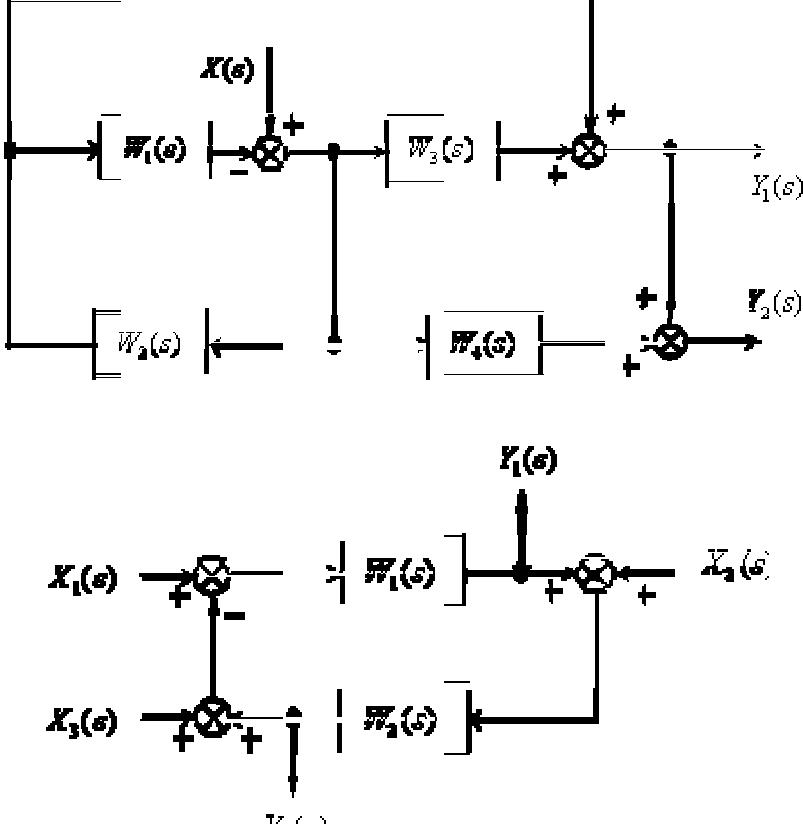 X(s)
+
+
W₁(s)
W₃(s)
−
+
Y₁(s)
+
Y₂(s)
W₂(s)
W₄(s)
+
Y₁(s)
X₁(s)
W₁(s)
X₂(s)
+
+
+
−
X₃(s)
W₂(s)
+
+